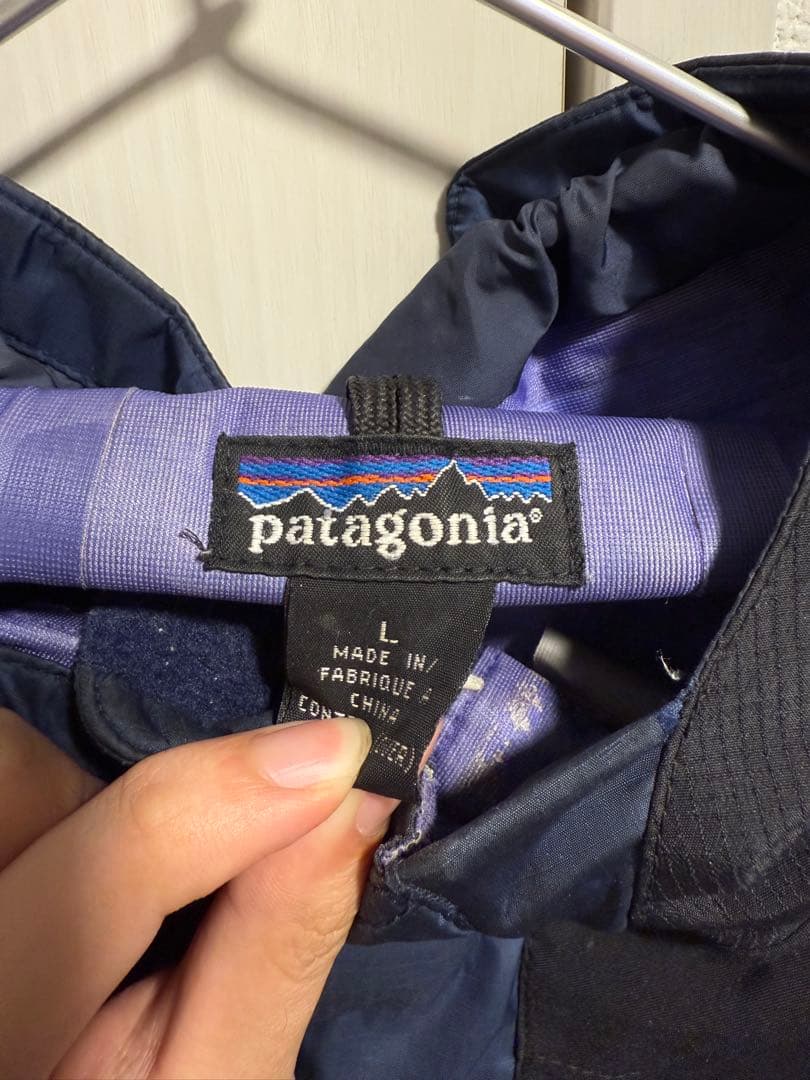 patagonia®
L
MADE IN/
FABRIQUE A
CHINA